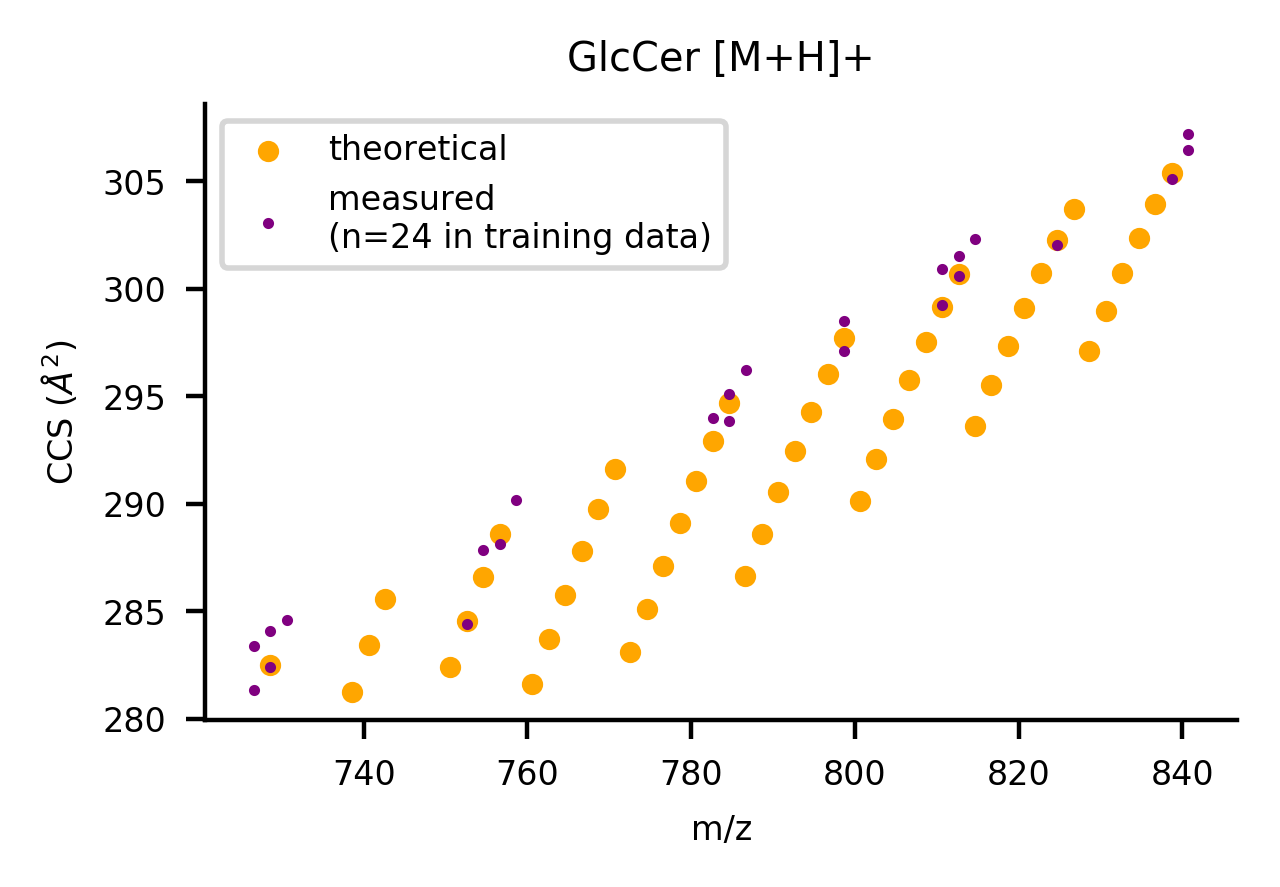 GlcCer [M+H]+
theoretical
measured
(n=24 in training data)
305
300
295
290
285
280
CCS (Å²)
740 760 780 800 820 840
m/z